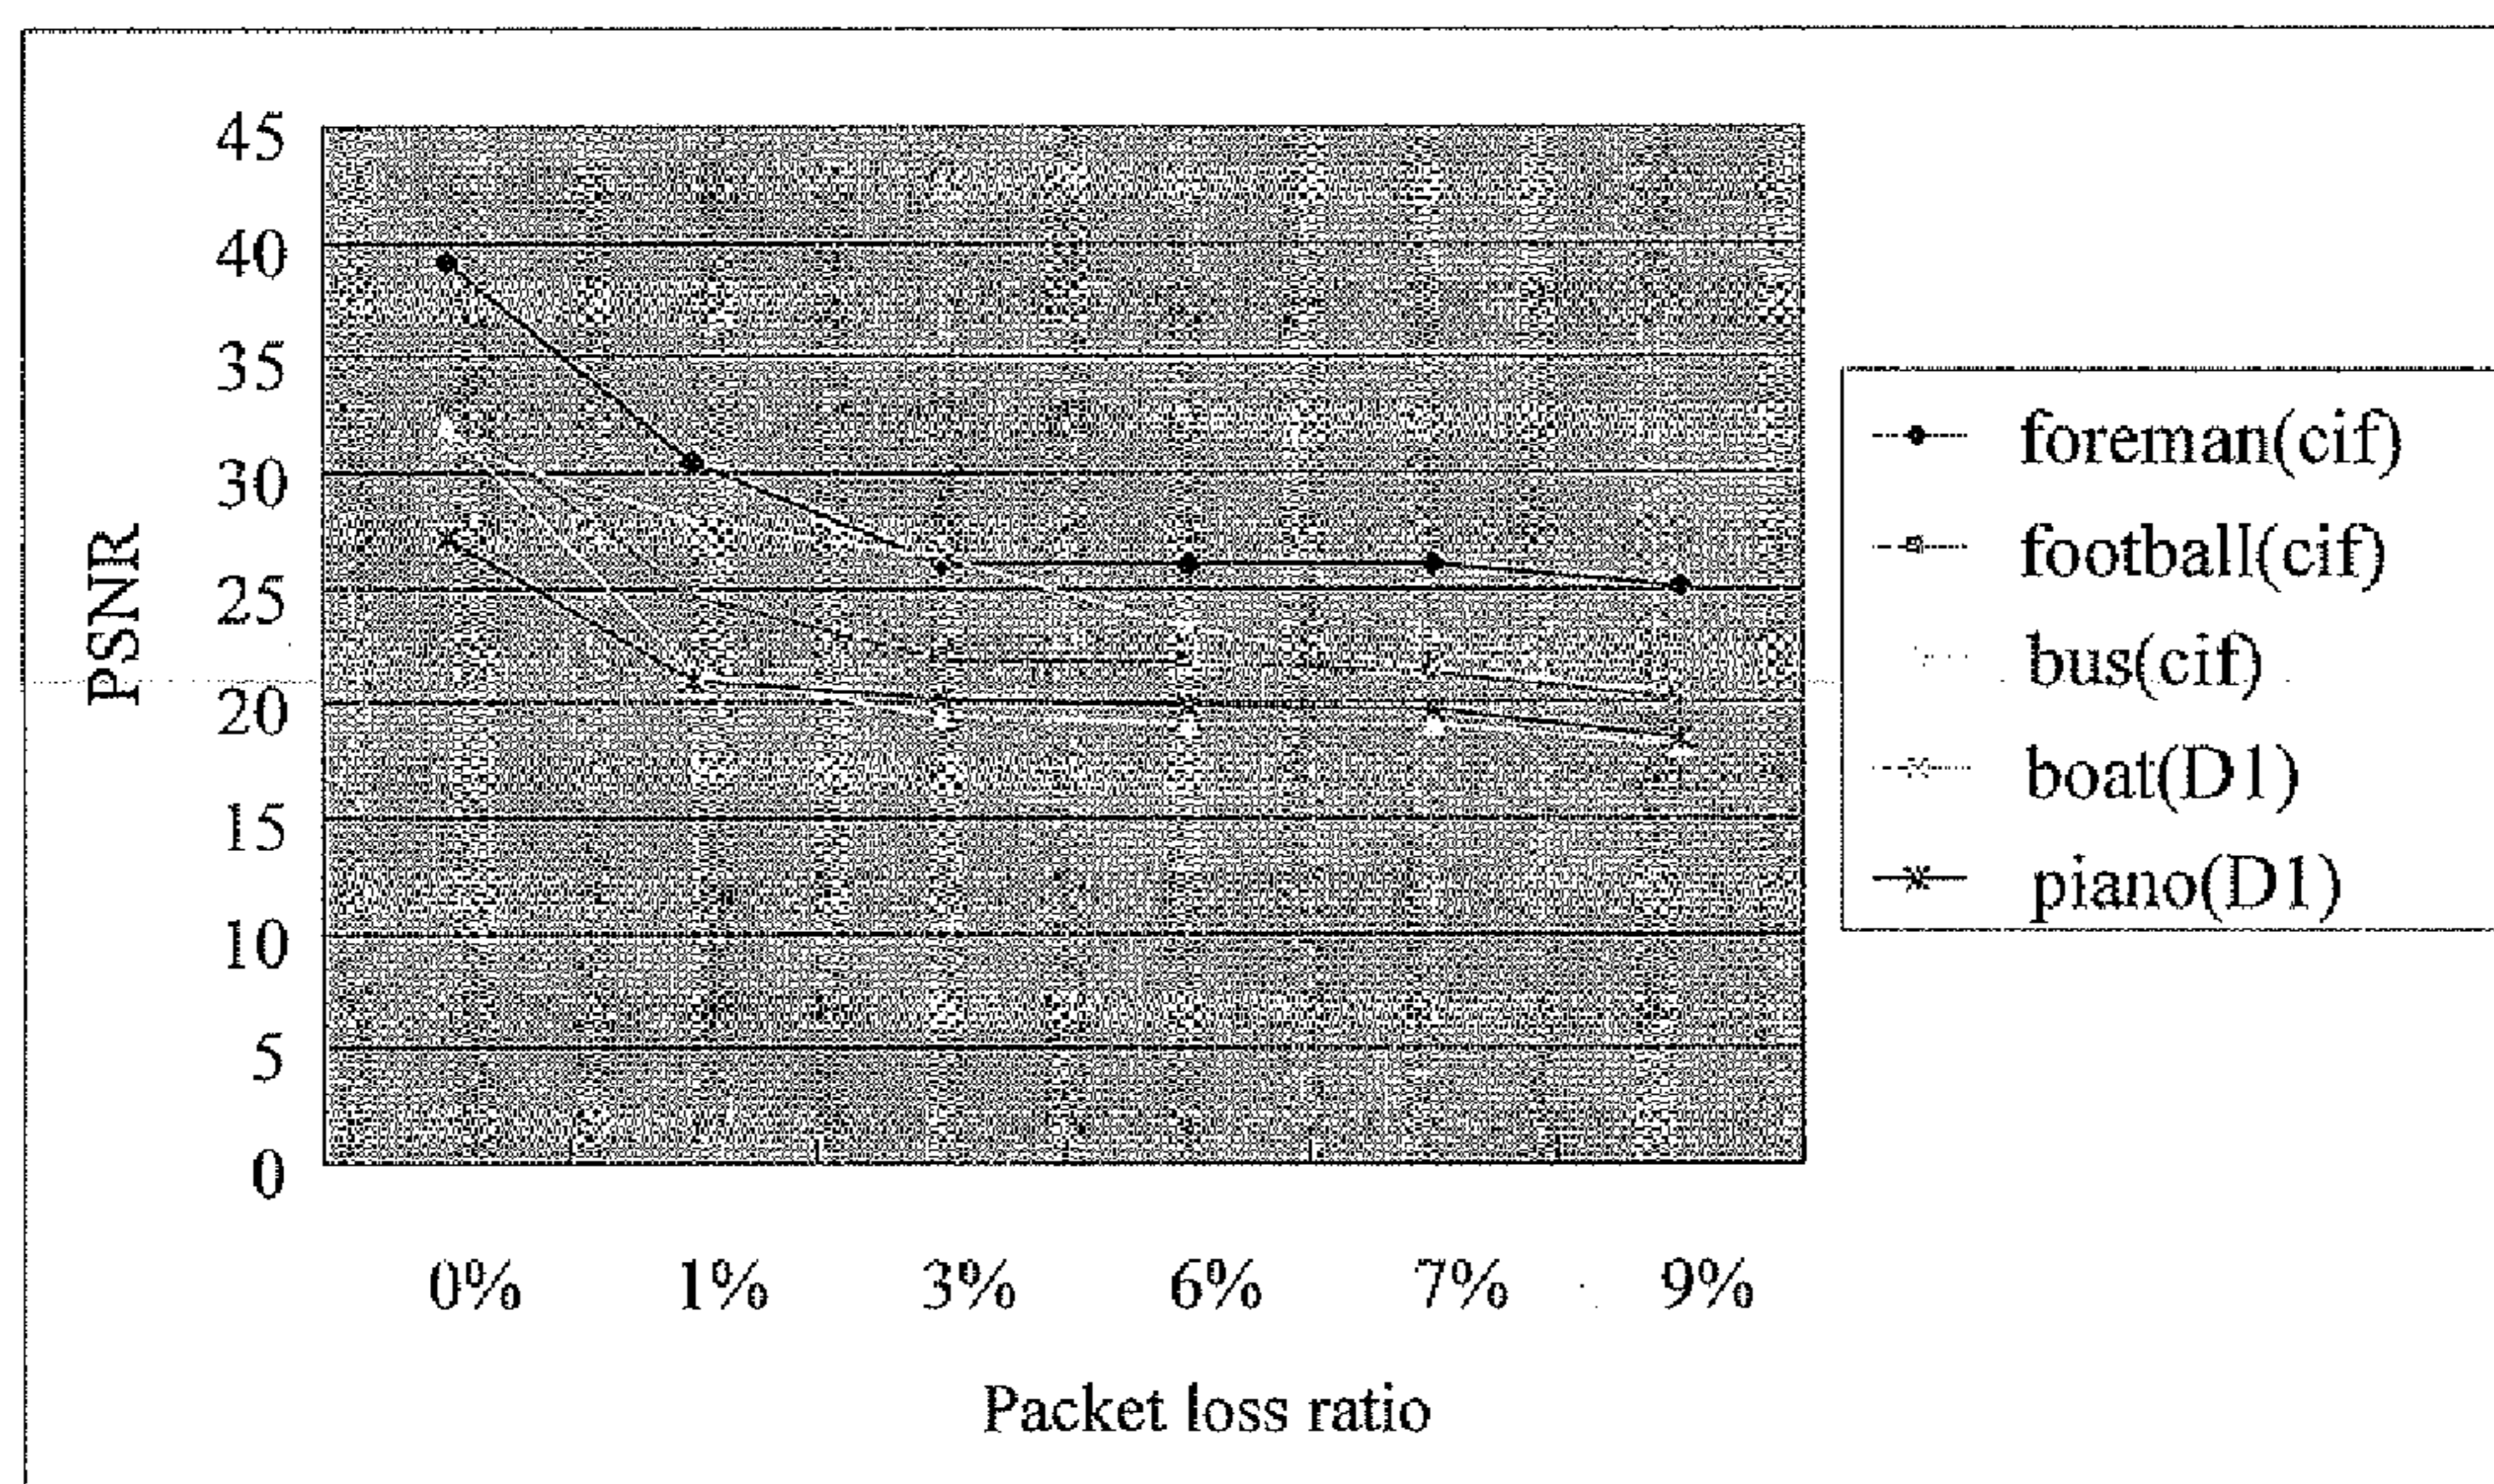 45
40
35
30
25
20
15
10
5
0
PSNR
0% 1% 3% 6% 7% 9%
Packet loss ratio
foreman(cif)
football(cif)
bus(cif)
boat(D1)
piano(D1)